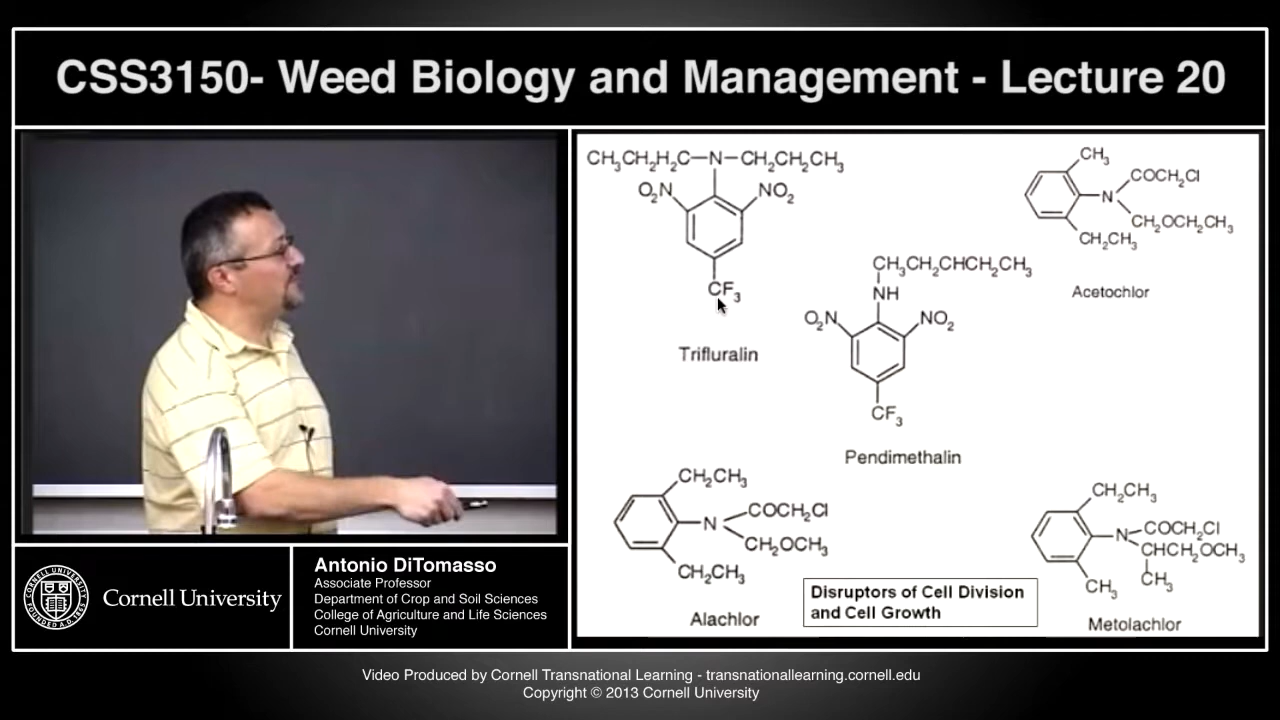 CSS3150- Weed Biology and Management - Lecture 20
CH₃CH₂H₂C—N—CH₂CH₂CH₃
O₂N
NO₂
CF₃
Trifluralin
CH₃
COCH₂Cl
N
CH₂OCH₂CH₃
CH₂CH₃
Acetochlor
CH₃CH₂CHCH₂CH₃
NH
O₂N
NO₂
CF₃
Pendimethalin
CH₂CH₃
COCH₂Cl
N
CH₂OCH₃
CH₂CH₃
Alachlor
Disruptors of Cell Division
and Cell Growth
CH₂CH₃
N
COCH₂Cl
CHCH₂OCH₃
CH₃
CH₃
Metolachlor
Cornell University
Antonio DiTomasso
Associate Professor
Department of Crop and Soil Sciences
College of Agriculture and Life Sciences
Cornell University
Video Produced by Cornell Transnational Learning - transnationallearning.cornell.edu
Copyright © 2013 Cornell University